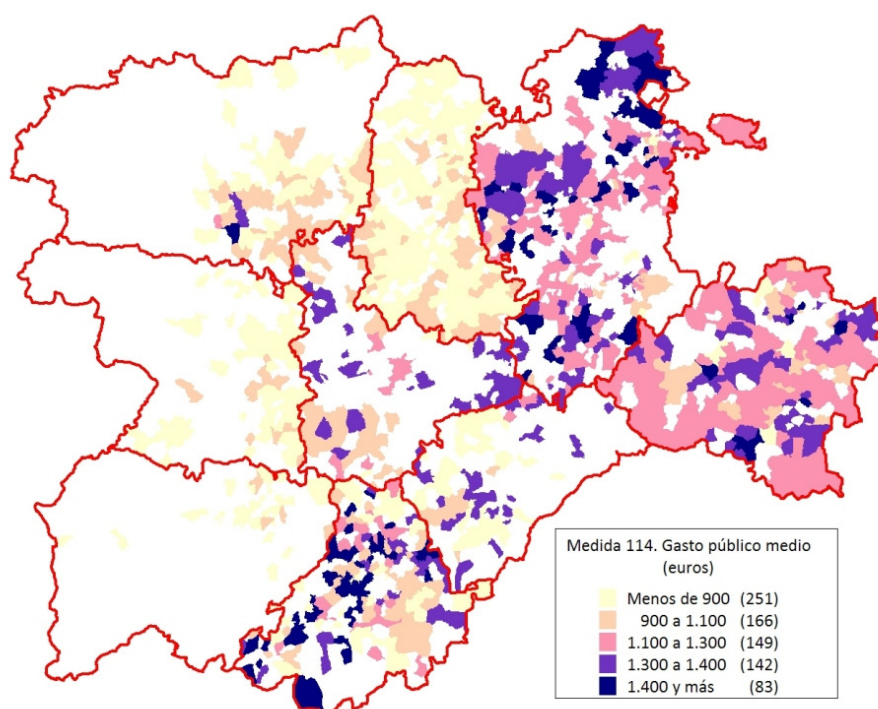 Medida 114. Gasto público medio
(euros)
Menos de 900 (251)
900 a 1.100 (166)
1.100 a 1.300 (149)
1.300 a 1.400 (142)
1.400 y más (83)